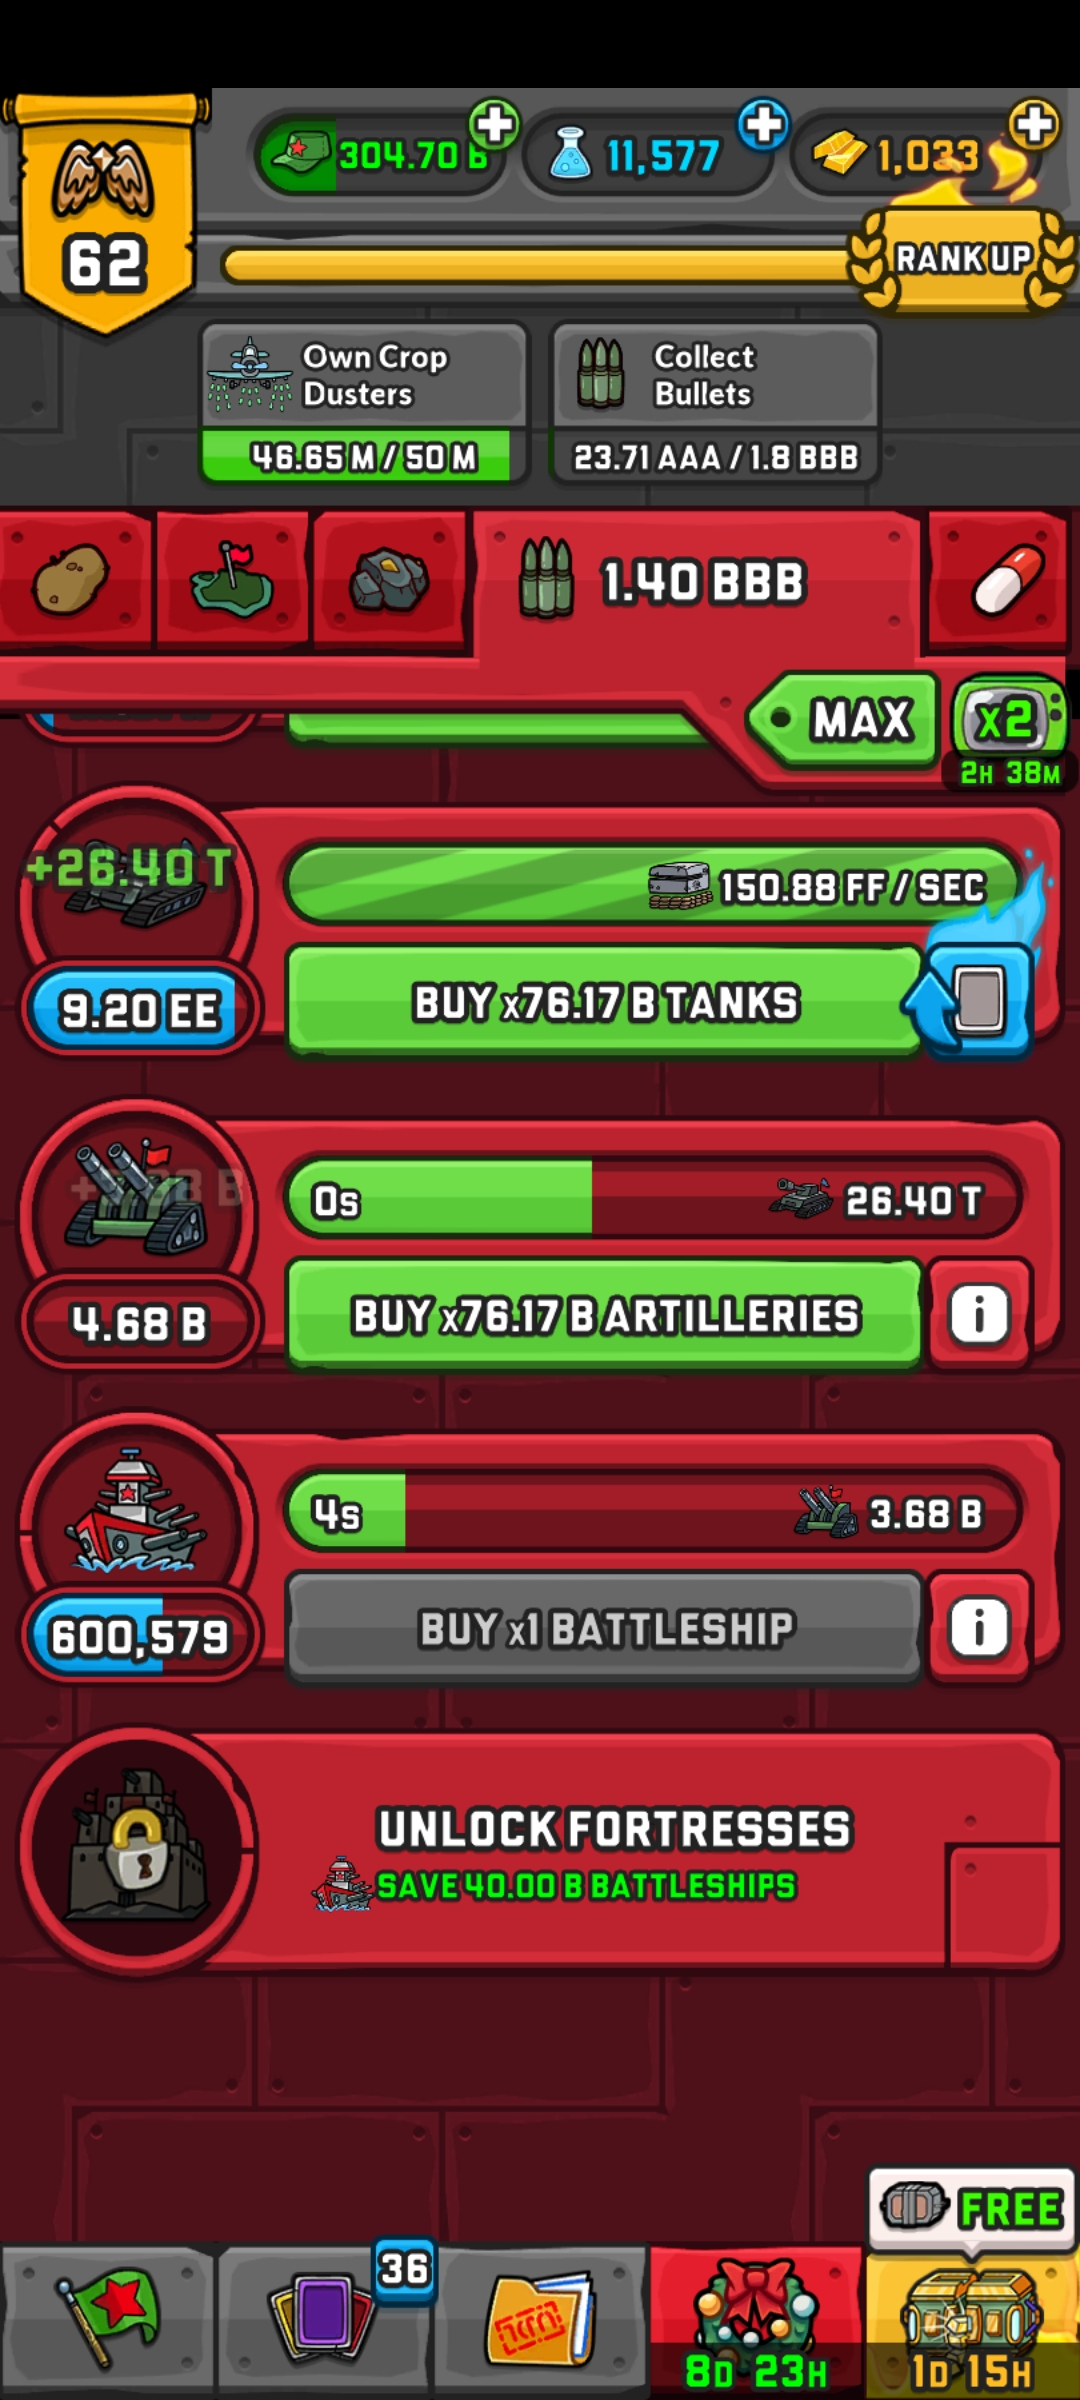 304.70 B
11,577
1,033
62
RANK UP
Own Crop
Dusters
46.65 M / 50 M
Collect
Bullets
23.71 AAA / 1.8 BBB
1.40 BBB
MAX
x2
2H 38M
+26.40 T
150.88 FF / SEC
9.20 EE
BUY x76.17 B TANKS
0s
26.40 T
4.68 B
BUY x76.17 B ARTILLERIES
i
4s
3.68 B
600,579
BUY x1 BATTLESHIP
i
UNLOCK FORTRESSES
SAVE 40.00 B BATTLESHIPS
FREE
36
8D 23H
1D 15H